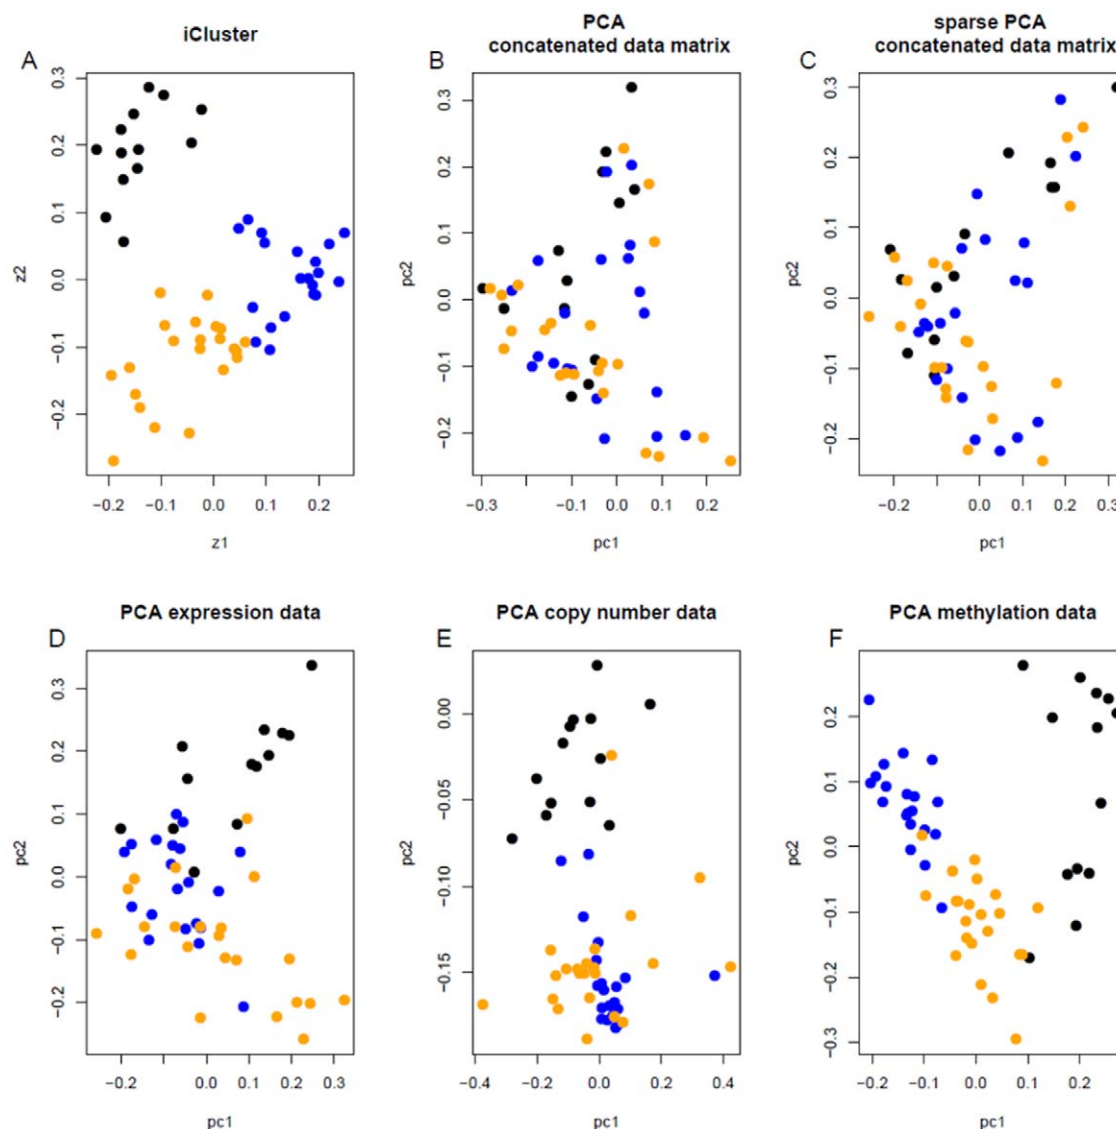 iCluster
PCA
concatenated data matrix
sparse PCA
concatenated data matrix
A
B
C
0.3
0.2
0.1
0.0
−0.1
−0.2
z2
−0.2
−0.1
0.0
0.1
0.2
z1
0.3
0.2
0.1
0.0
−0.1
−0.2
pc2
−0.3
−0.1
0.0
0.1
0.2
pc1
0.3
0.2
0.1
0.0
−0.1
−0.2
pc2
−0.2
−0.1
0.0
0.1
0.2
0.3
pc1
PCA expression data
PCA copy number data
PCA methylation data
D
E
F
0.3
0.2
0.1
0.0
−0.1
−0.2
pc2
−0.2
0.0
0.1
0.2
0.3
pc1
0.00
−0.05
−0.10
−0.15
pc2
−0.4
−0.2
0.0
0.2
0.4
pc1
0.2
0.1
0.0
−0.1
−0.2
−0.3
pc2
−0.2
−0.1
0.0
0.1
0.2
pc1